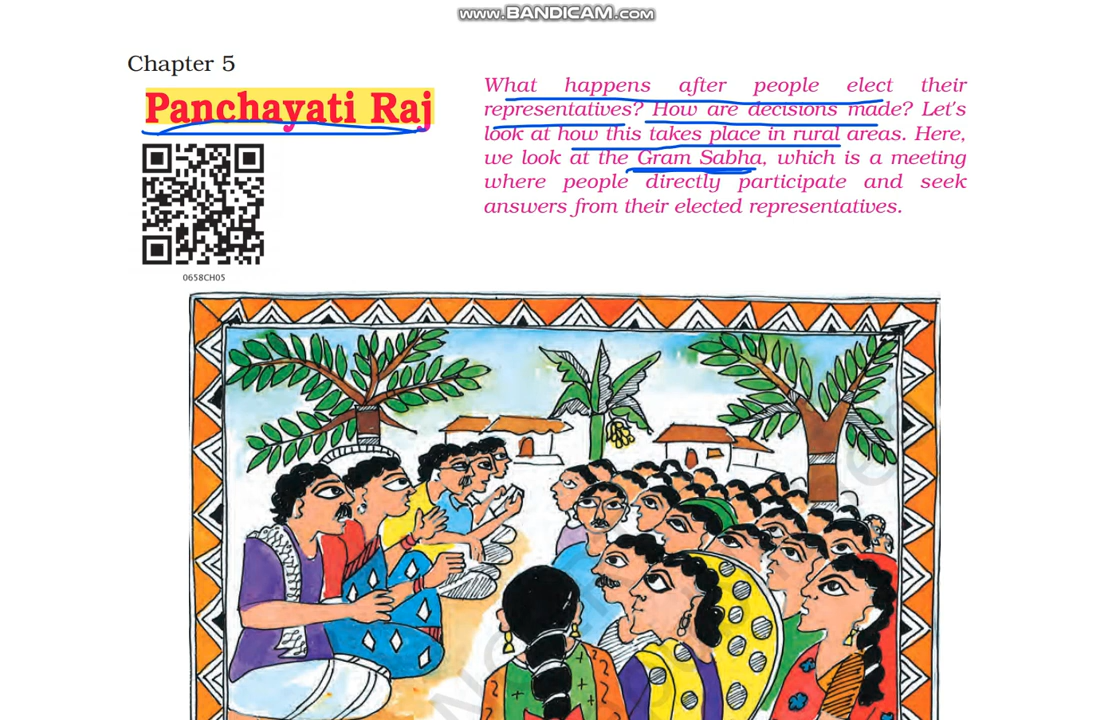 www.BANDICAM.com
Chapter 5
Panchayati Raj
0658CH05
What happens after people elect their
representatives? How are decisions made? Let's
look at how this takes place in rural areas. Here,
we look at the Gram Sabha, which is a meeting
where people directly participate and seek
answers from their elected representatives.